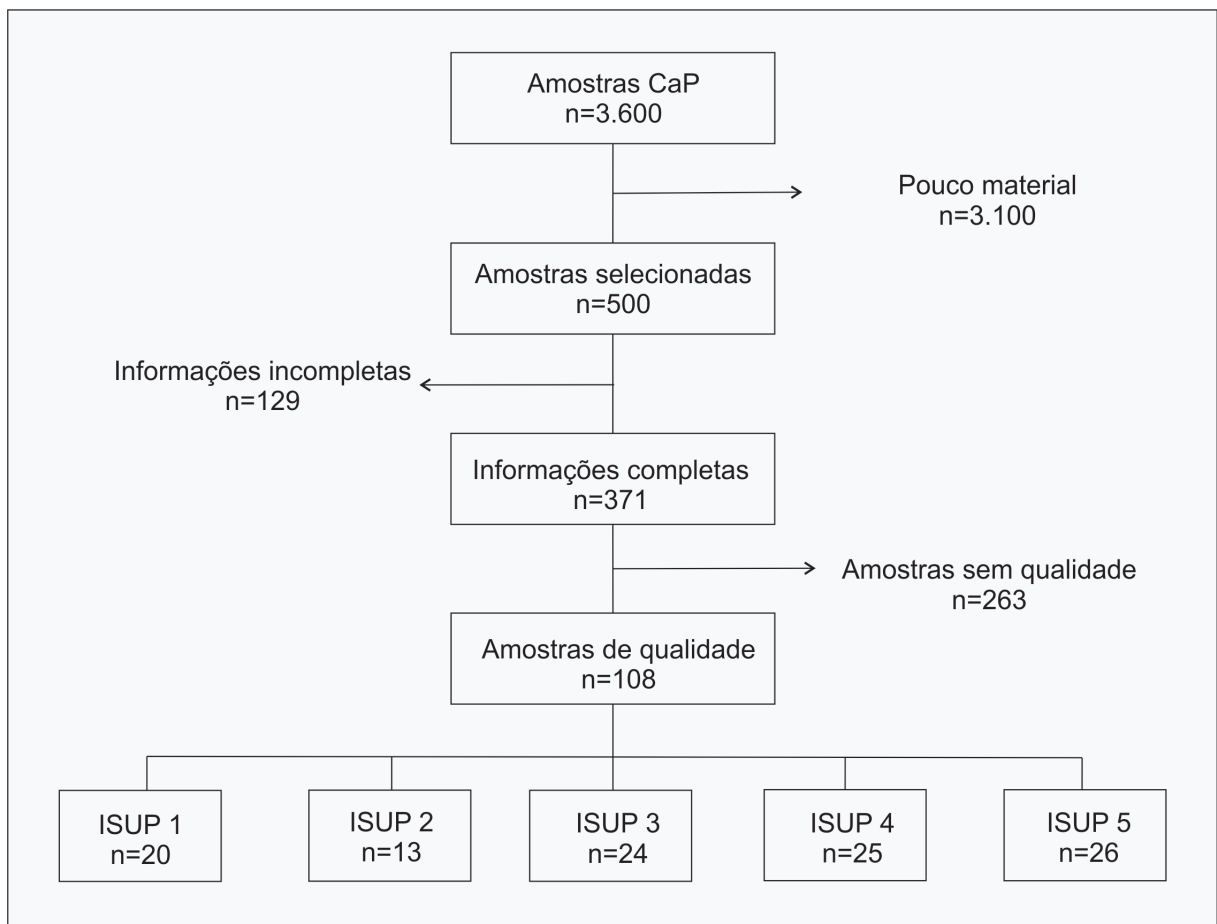 Amostras CaP
n=3.600
Pouco material
n=3.100
Amostras selecionadas
n=500
Informações incompletas
n=129
Informações completas
n=371
Amostras sem qualidade
n=263
Amostras de qualidade
n=108
ISUP 1
n=20
ISUP 2
n=13
ISUP 3
n=24
ISUP 4
n=25
ISUP 5
n=26